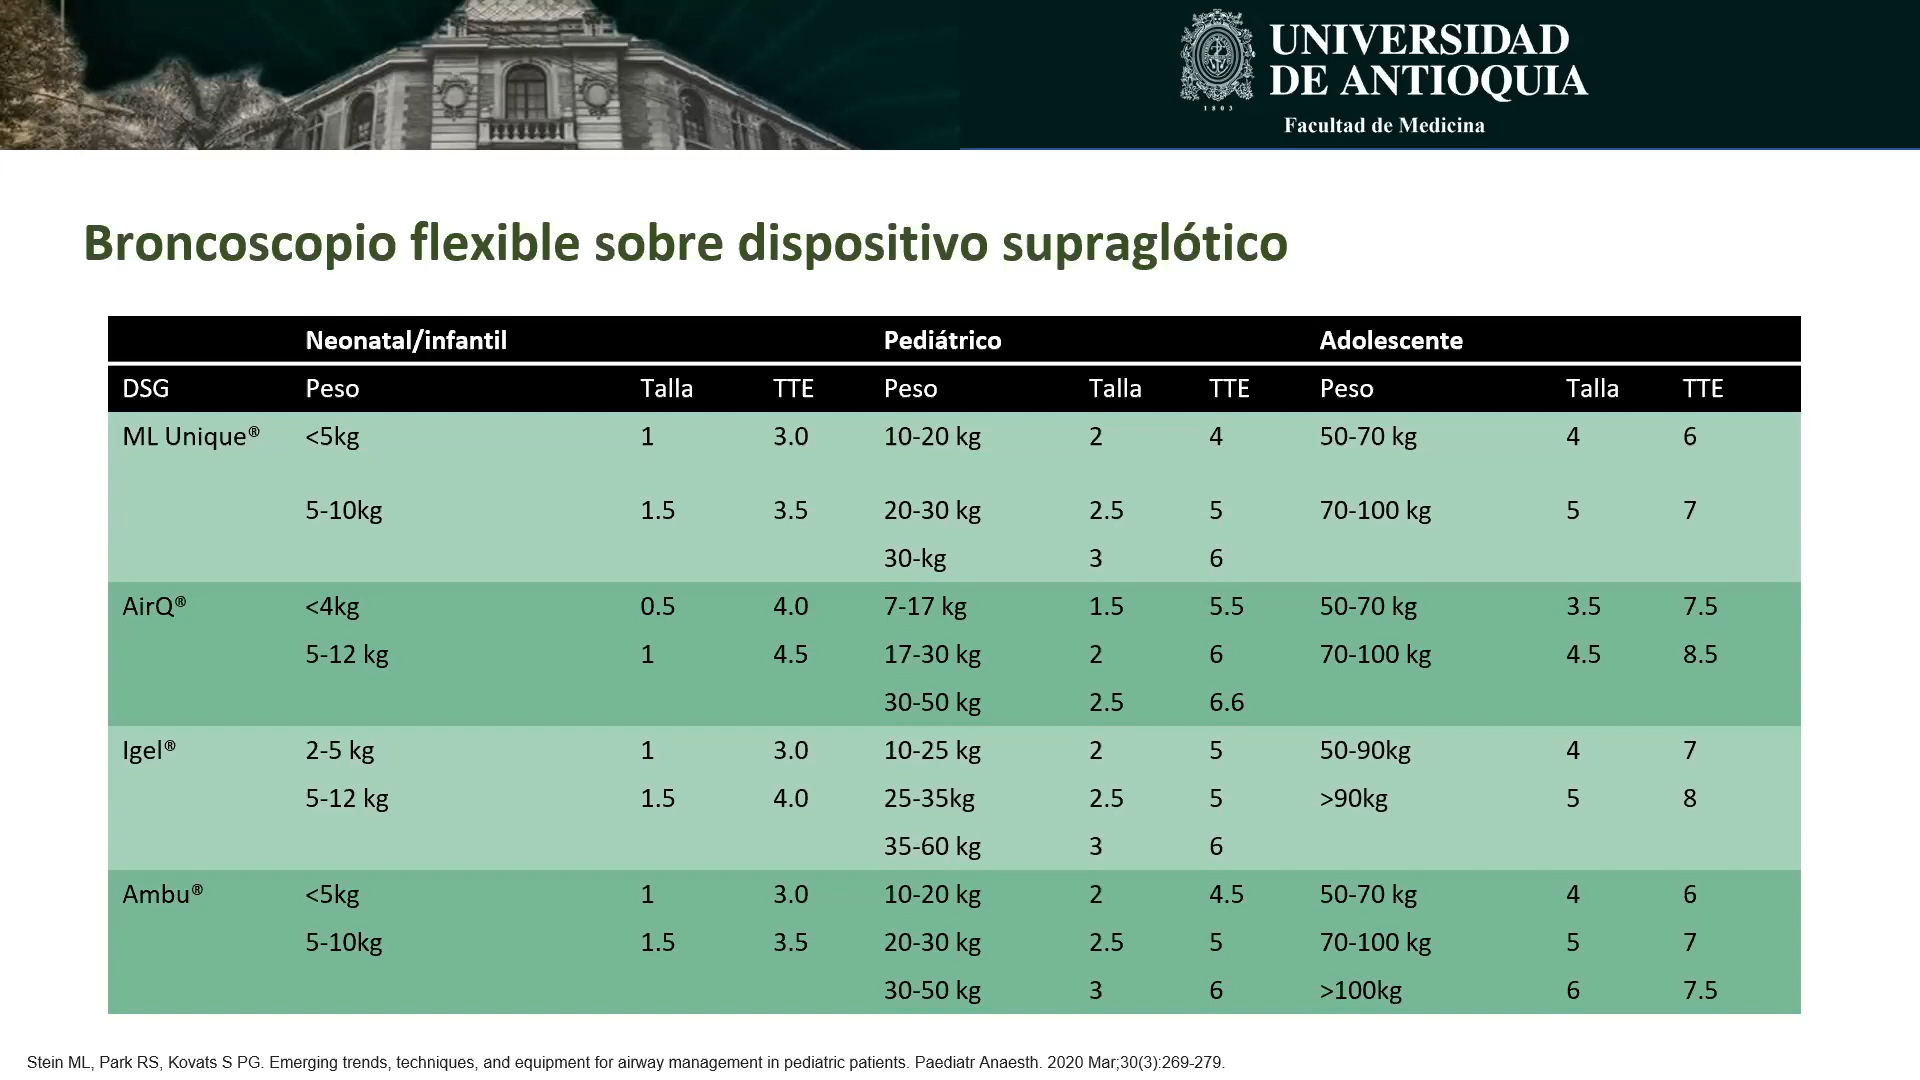 UNIVERSIDAD
DE ANTIOQUIA
1803
Facultad de Medicina
Broncoscopio flexible sobre dispositivo supraglótico
Neonatal/infantil Pediátrico Adolescente
DSG Peso Talla TTE Peso Talla TTE Peso Talla TTE
ML Unique® <5kg 1 3.0 10-20 kg 2 4 50-70 kg 4 6
5-10kg 1.5 3.5 20-30 kg 2.5 5 70-100 kg 5 7
30-kg 3 6
AirQ® <4kg 0.5 4.0 7-17 kg 1.5 5.5 50-70 kg 3.5 7.5
5-12 kg 1 4.5 17-30 kg 2 6 70-100 kg 4.5 8.5
30-50 kg 2.5 6.6
Igel® 2-5 kg 1 3.0 10-25 kg 2 5 50-90kg 4 7
5-12 kg 1.5 4.0 25-35kg 2.5 5 >90kg 5 8
35-60 kg 3 6
Ambu® <5kg 1 3.0 10-20 kg 2 4.5 50-70 kg 4 6
5-10kg 1.5 3.5 20-30 kg 2.5 5 70-100 kg 5 7
30-50 kg 3 6 >100kg 6 7.5
Stein ML, Park RS, Kovats S PG. Emerging trends, techniques, and equipment for airway management in pediatric patients. Paediatr Anaesth. 2020 Mar;30(3):269-279.